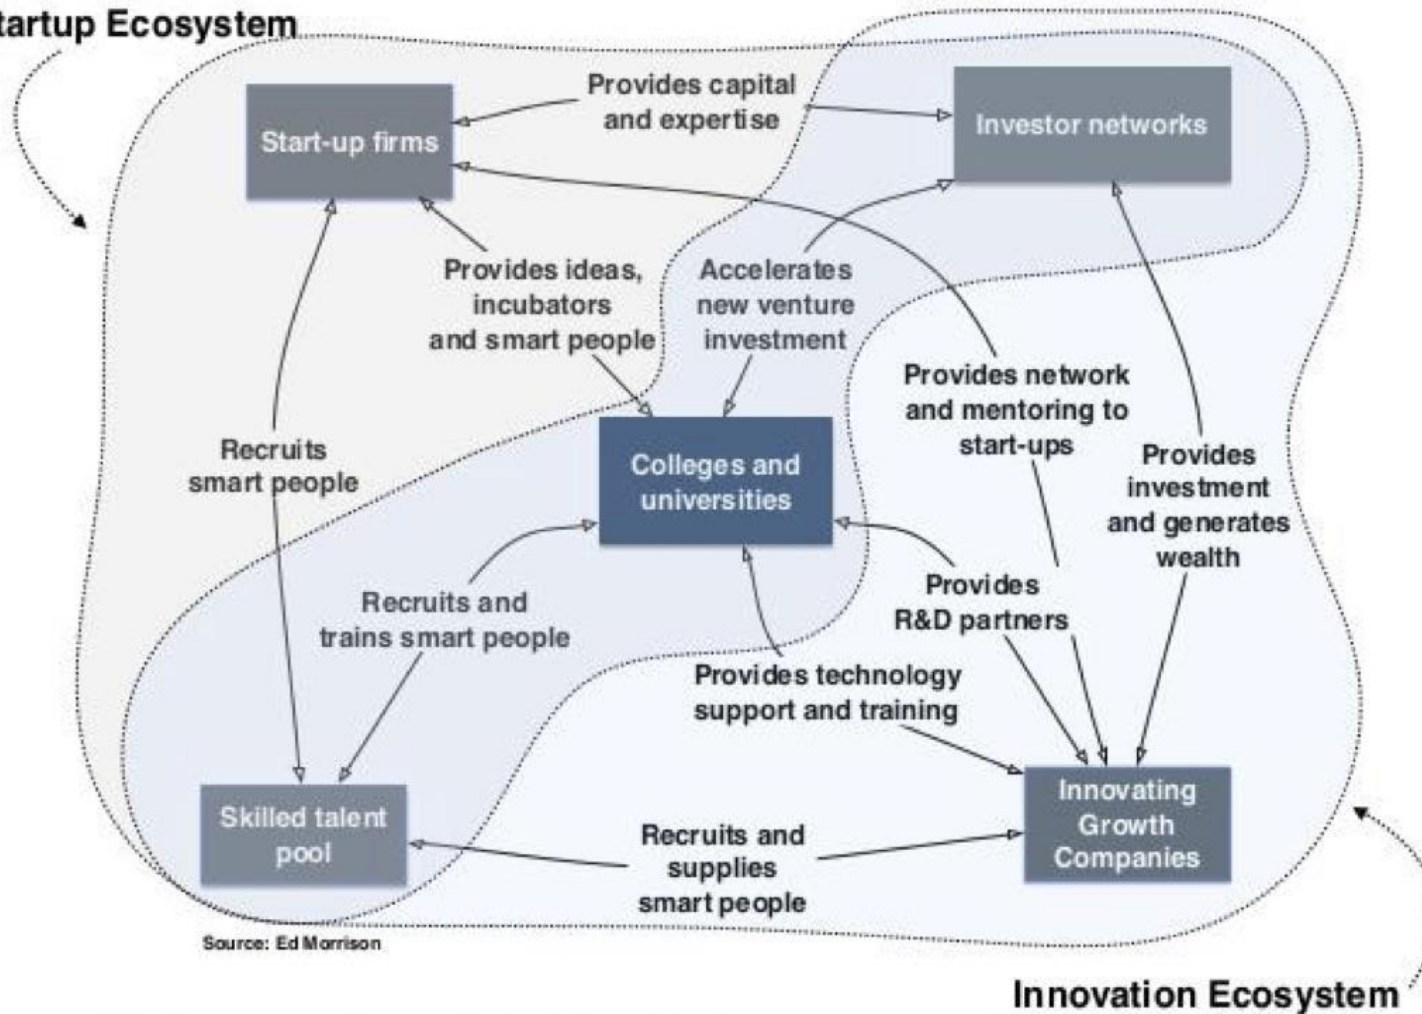 tartup Ecosystem
Provides capital
and expertise
Start-up firms
Investor networks
Provides ideas,
incubators
and smart people
Accelerates
new venture
investment
Provides network
and mentoring to
start-ups
Recruits
smart people
Colleges and
universities
Provides
investment
and generates
wealth
Recruits and
trains smart people
Provides
R&D partners
Provides technology
support and training
Skilled talent
pool
Recruits and
supplies
smart people
Innovating
Growth
Companies
Source: Ed Morrison
Innovation Ecosystem